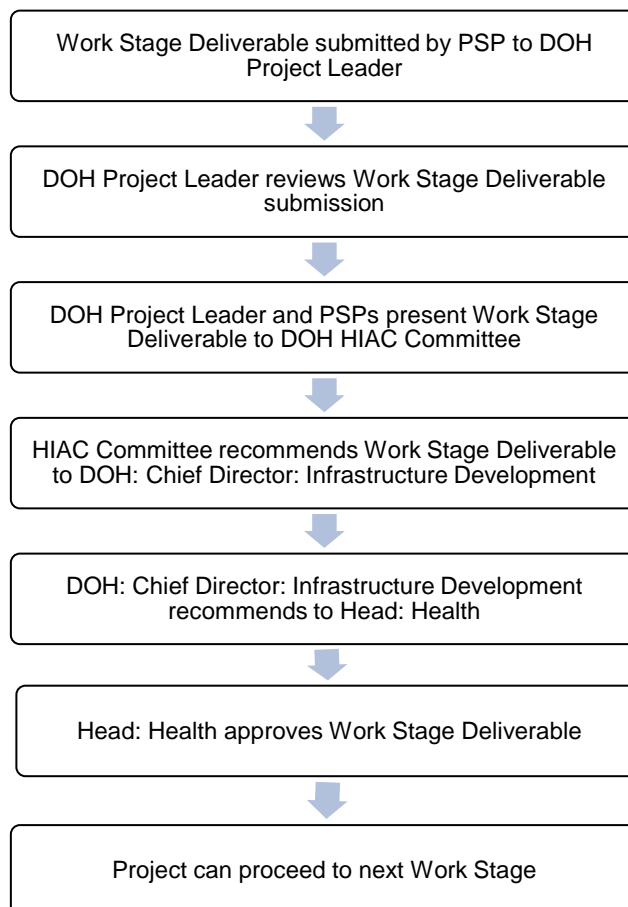 Work Stage Deliverable submitted by PSP to DOH
Project Leader
DOH Project Leader reviews Work Stage Deliverable
submission
DOH Project Leader and PSPs present Work Stage
Deliverable to DOH HIAC Committee
HIAC Committee recommends Work Stage Deliverable
to DOH: Chief Director: Infrastructure Development
DOH: Chief Director: Infrastructure Development
recommends to Head: Health
Head: Health approves Work Stage Deliverable
Project can proceed to next Work Stage